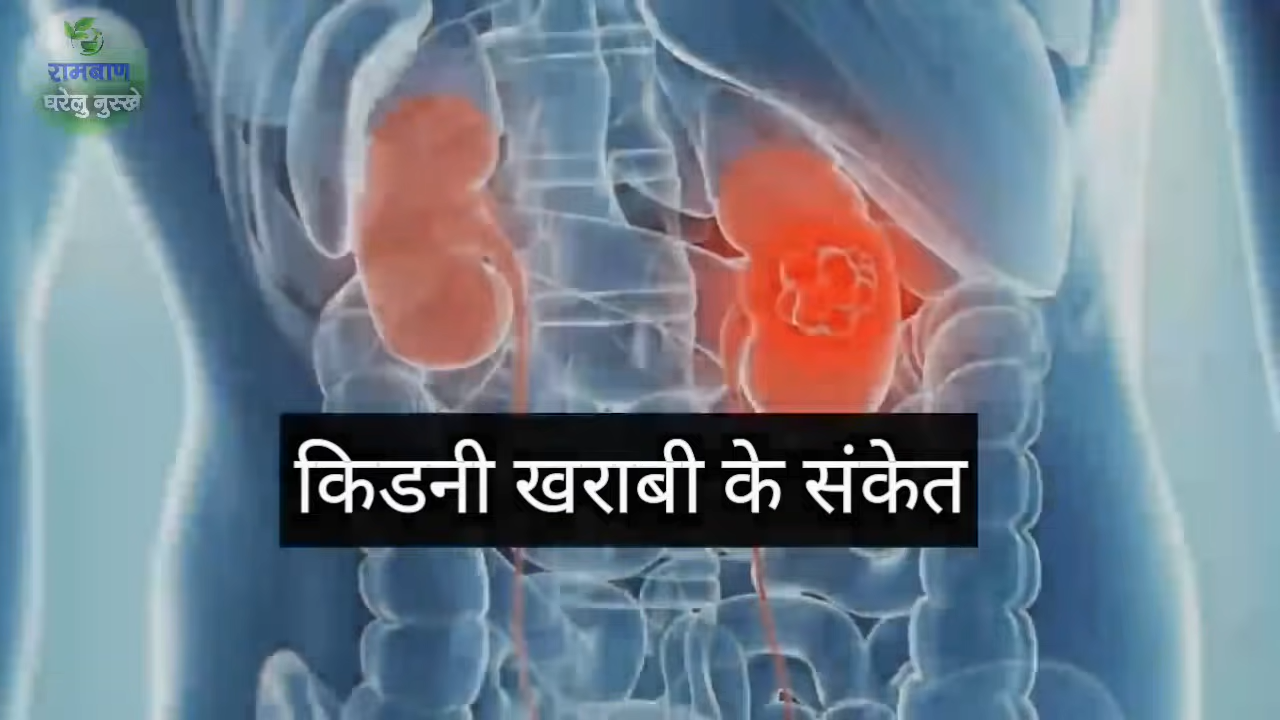 रामबाण
घरेलु नुस्खे
किडनी खराबी के संकेत